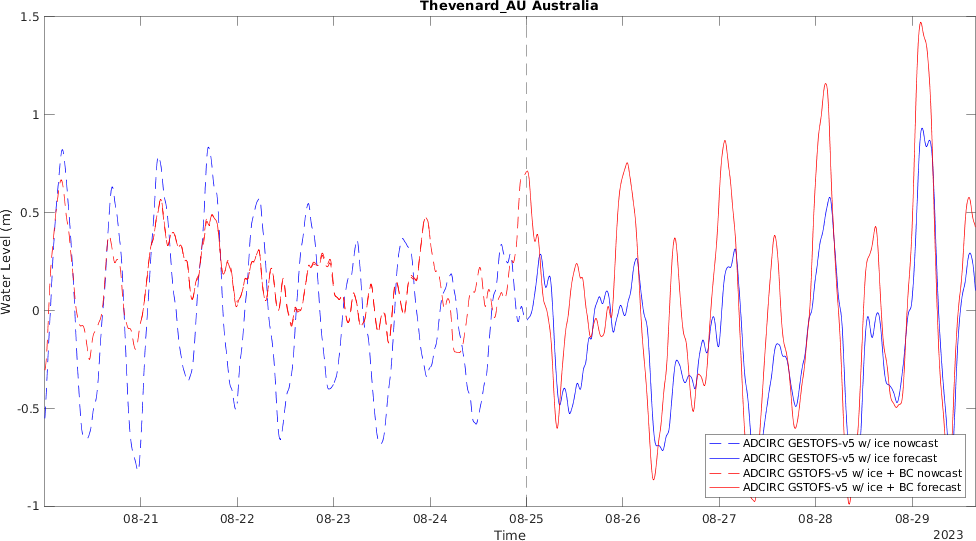 Thevenard_AU Australia
1.5
1
0.5
0
-0.5
-1
Water Level (m)
08-21
08-22
08-23
08-24
08-25
08-26
08-27
08-28
08-29
Time
2023
ADCIRC GESTOFS-v5 w/ ice nowcast
ADCIRC GESTOFS-v5 w/ ice forecast
ADCIRC GSTOFS-v5 w/ ice + BC nowcast
ADCIRC GSTOFS-v5 w/ ice + BC forecast